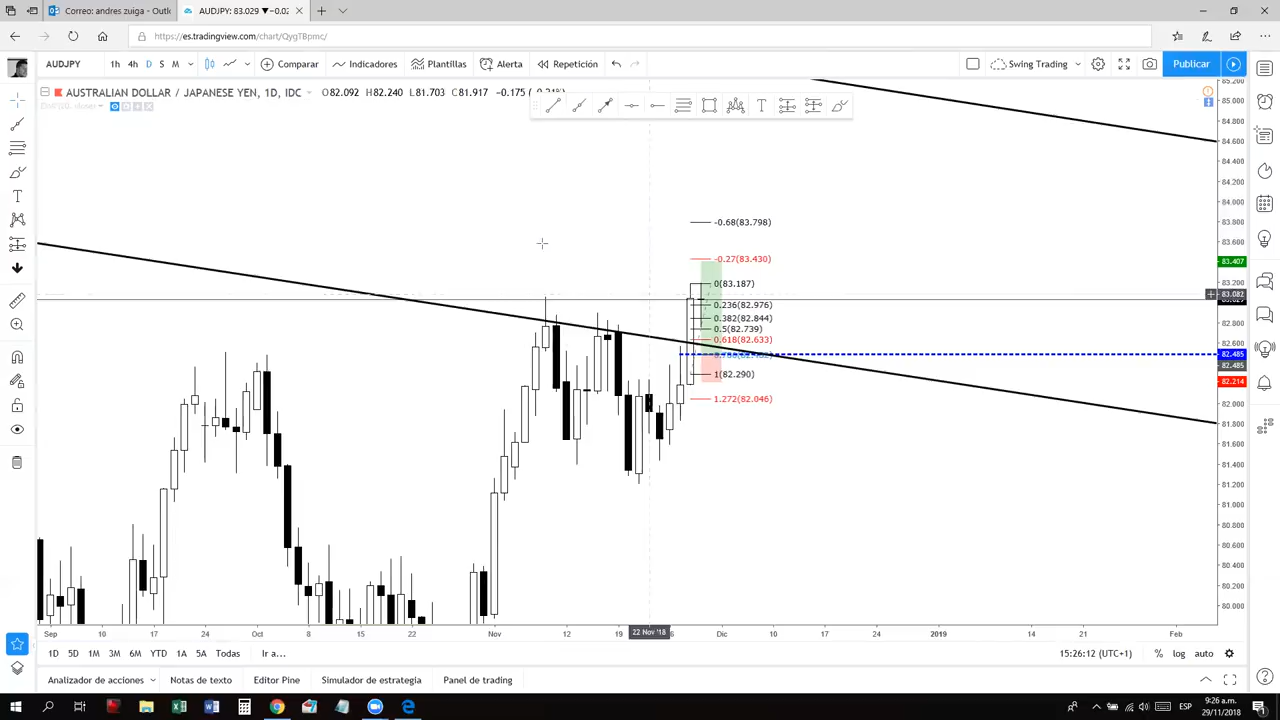 Correo: andres zuiga - Outl
AUDJPY: 83.029 ▼−0.02
https://es.tradingview.com/chart/QygTBpmc/
AUDJPY
1h 4h D S M
Comparar
Indicadores
Plantillas
Alerta
Repetición
Swing Trading
Publicar
AUSTRALIAN DOLLAR / JAPANESE YEN, 1D, IDC
O82.092 H82.240 L81.703 C81.917
85.000
84.800
84.600
84.400
84.200
84.000
83.800
83.600
83.407
83.200
83.082
82.800
82.600
82.485
82.485
82.214
82.000
81.800
81.600
81.400
81.200
81.000
80.800
80.600
80.400
80.200
80.000
-0.68(83.798)
-0.27(83.430)
0(83.187)
0.236(82.976)
0.382(82.844)
0.5(82.739)
0.618(82.633)
1(82.290)
1.272(82.046)
Sep 10 17 24 Oct 8 15 22 Nov 12 19 22 Nov '18 Dic 10 17 24 2019 14 21 Feb
1D 5D 1M 3M 6M YTD 1A 5A Todas Ir a...
15:26:12 (UTC+1) % log auto
Analizador de acciones
Notas de texto
Editor Pine
Simulador de estrategia
Panel de trading
ESP
9:26 a.m.
29/11/2018